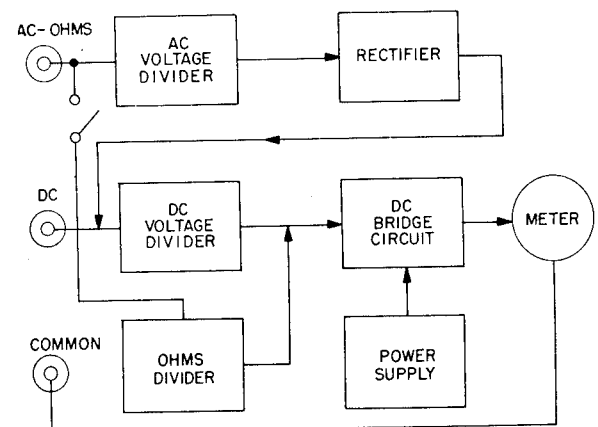 AC-OHMS
AC
VOLTAGE
DIVIDER
RECTIFIER
DC
DC
VOLTAGE
DIVIDER
DC
BRIDGE
CIRCUIT
METER
COMMON
OHMS
DIVIDER
POWER
SUPPLY